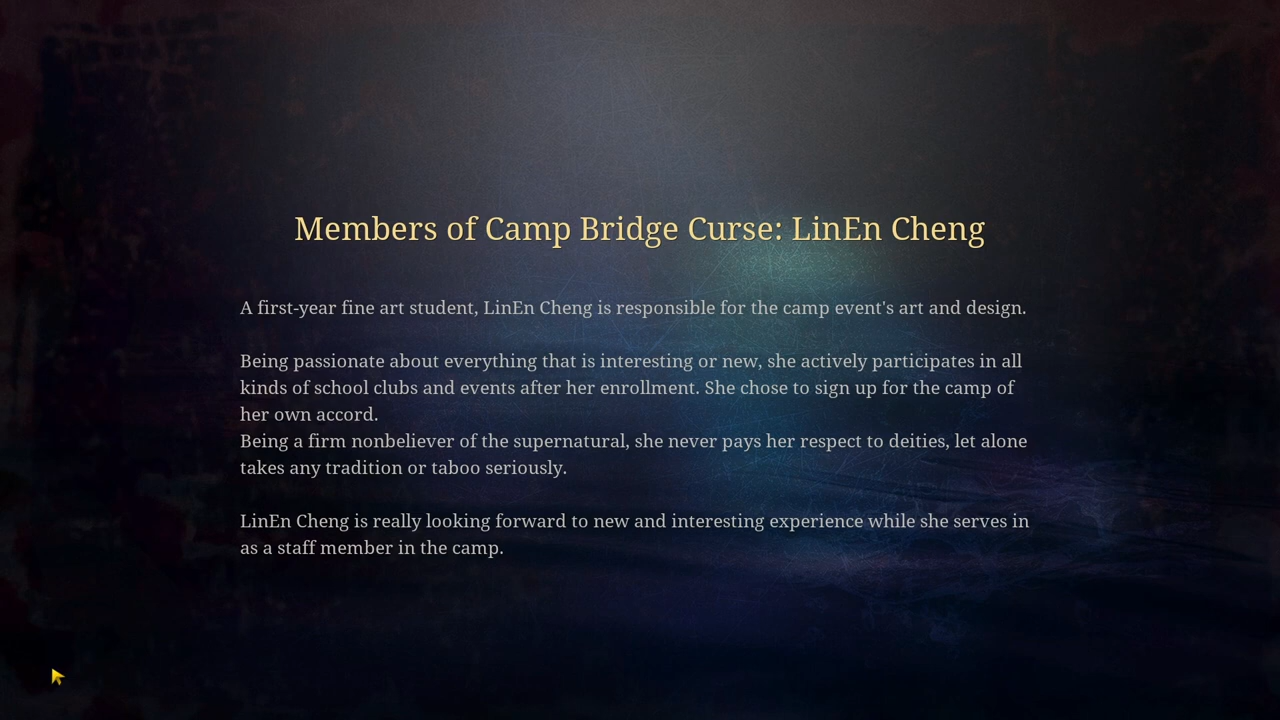 Members of Camp Bridge Curse: LinEn Cheng
A first-year fine art student, LinEn Cheng is responsible for the camp event's art and design.
Being passionate about everything that is interesting or new, she actively participates in all
kinds of school clubs and events after her enrollment. She chose to sign up for the camp of
her own accord.
Being a firm nonbeliever of the supernatural, she never pays her respect to deities, let alone
takes any tradition or taboo seriously.
LinEn Cheng is really looking forward to new and interesting experience while she serves in
as a staff member in the camp.